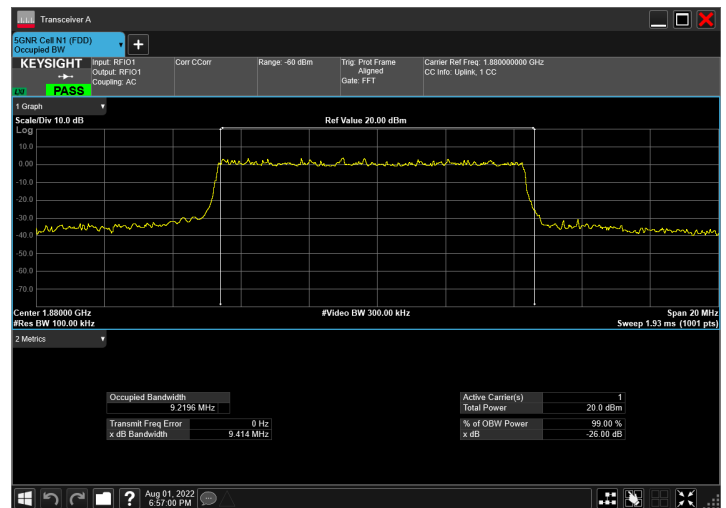 Transceiver A
5GNR Cell N1 (FDD)
Occupied BW
KEYSIGHT
LXI
PASS
Input: RFIO1
Output: RFIO1
Coupling: AC
Corr CCorr
Range: -60 dBm
Trig: Prot Frame
Aligned
Gate: FFT
Carrier Ref Freq: 1.880000000 GHz
CC Info: Uplink, 1 CC
1 Graph
Scale/Div 10.0 dB
Ref Value 20.00 dBm
Log
10.0
0.00
-10.0
-20.0
-30.0
-40.0
-50.0
-60.0
-70.0
Center 1.88000 GHz
#Video BW 300.00 kHz
Span 20 MHz
#Res BW 100.00 kHz
Sweep 1.93 ms (1001 pts)
2 Metrics
Occupied Bandwidth
9.2196 MHz
Transmit Freq Error 0 Hz
x dB Bandwidth 9.414 MHz
Active Carrier(s) 1
Total Power 20.0 dBm
% of OBW Power 99.00 %
x dB -26.00 dB
?
Aug 01, 2022
6:57:00 PM